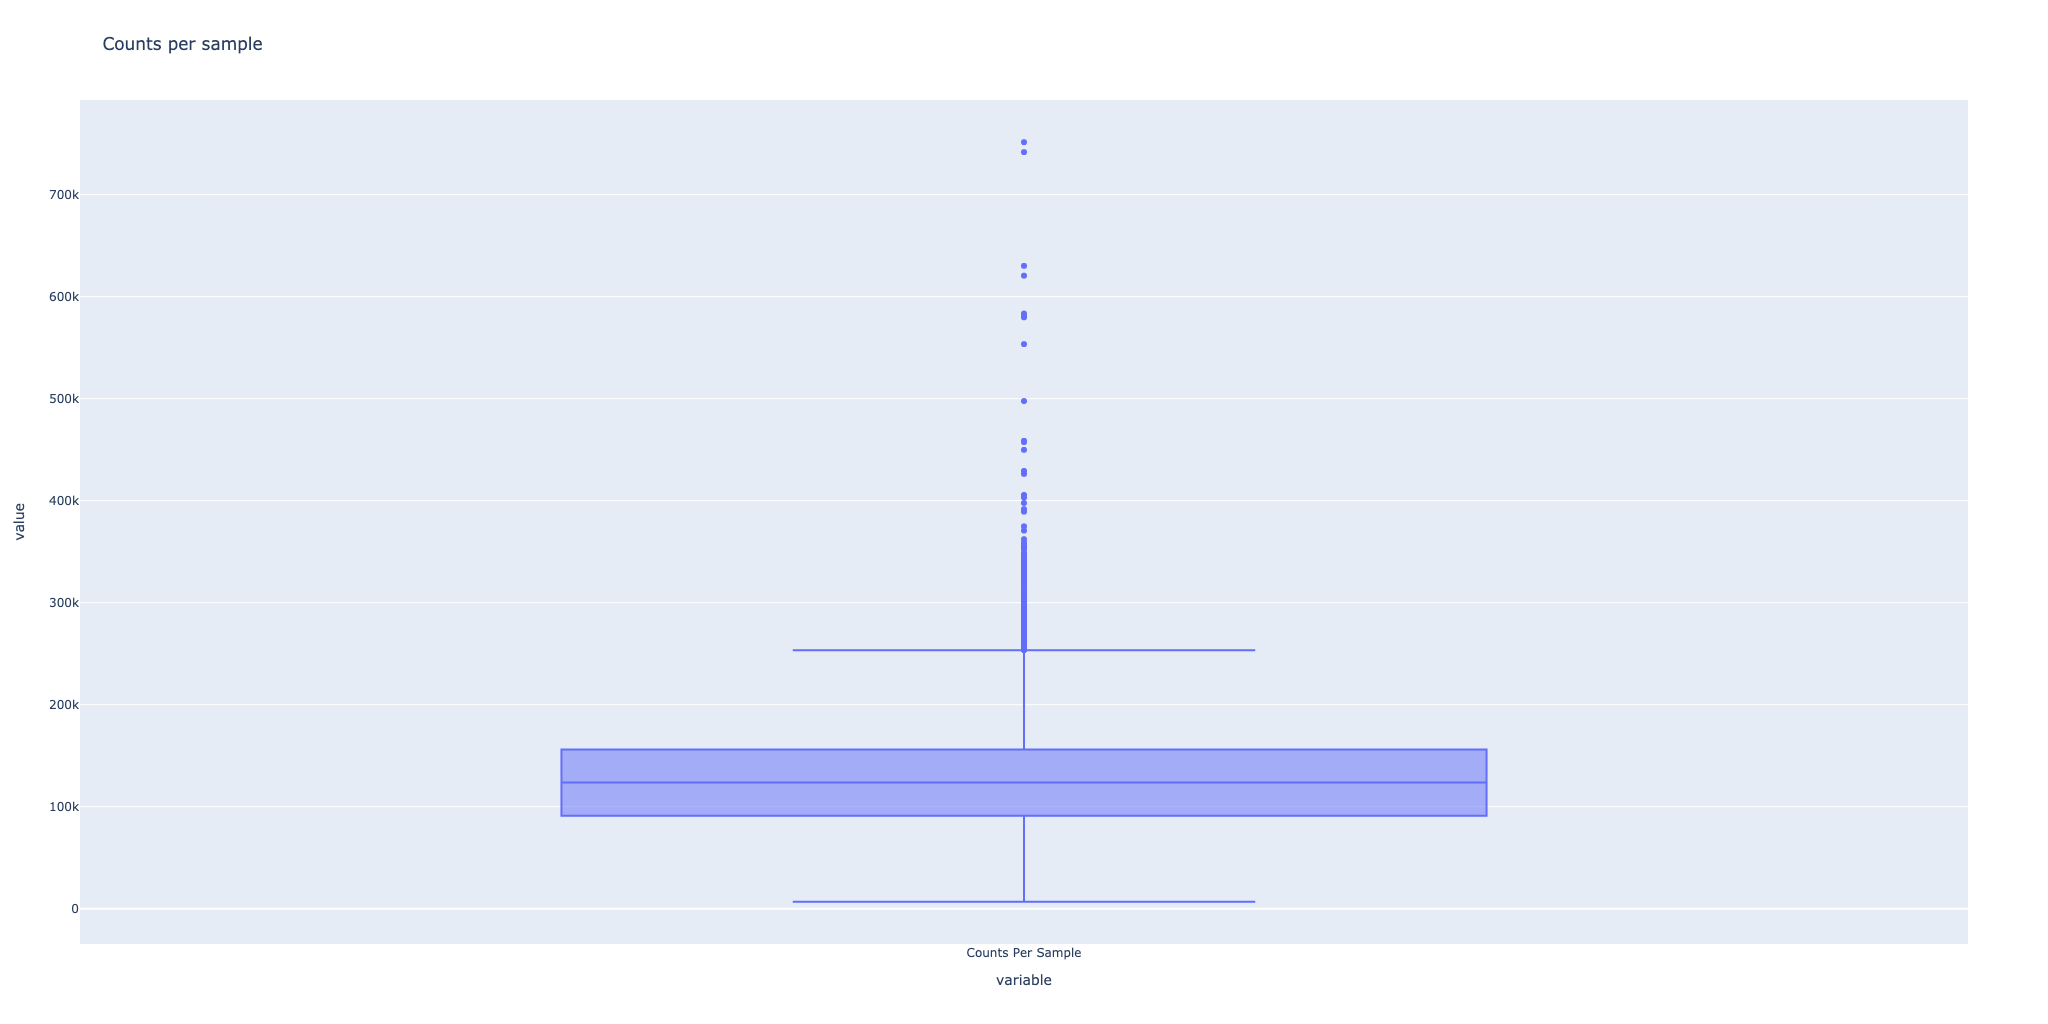 Counts per sample
700k
600k
500k
400k
300k
200k
100k
0
value
Counts Per Sample
variable